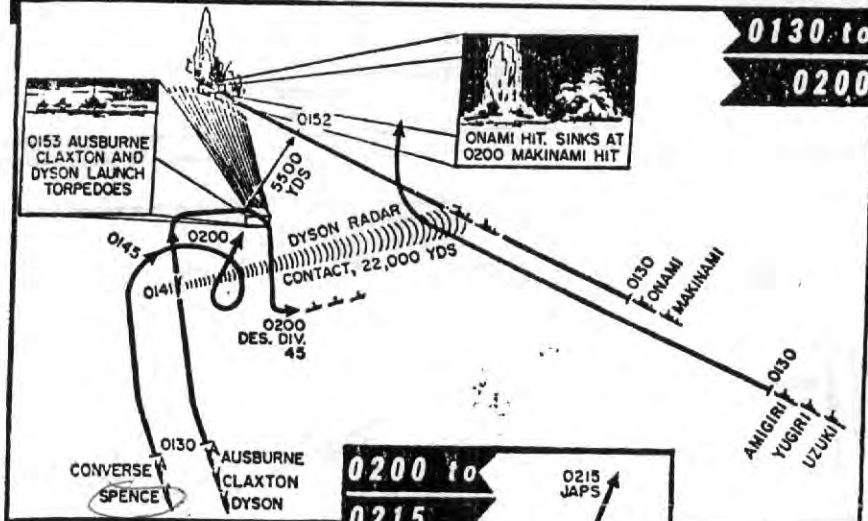 0130 to
0200
0153 AUSBURNE
CLAXTON AND
DYSON LAUNCH
TORPEDOES
ONAMI HIT, SINKS AT
0200 MAKINAMI HIT
0152
5500
YDS
DYSON RADAR
CONTACT, 22,000 YDS
0145
0200
0141
0200
DES. DIV.
45
0130
ONAMI
MAKINAMI
0130
AMIGIRI
YUGIRI
UZUKI
0130
AUSBURNE
CLAXTON
DYSON
CONVERSE
SPENCE
0200 to
0215
0215
JAPS